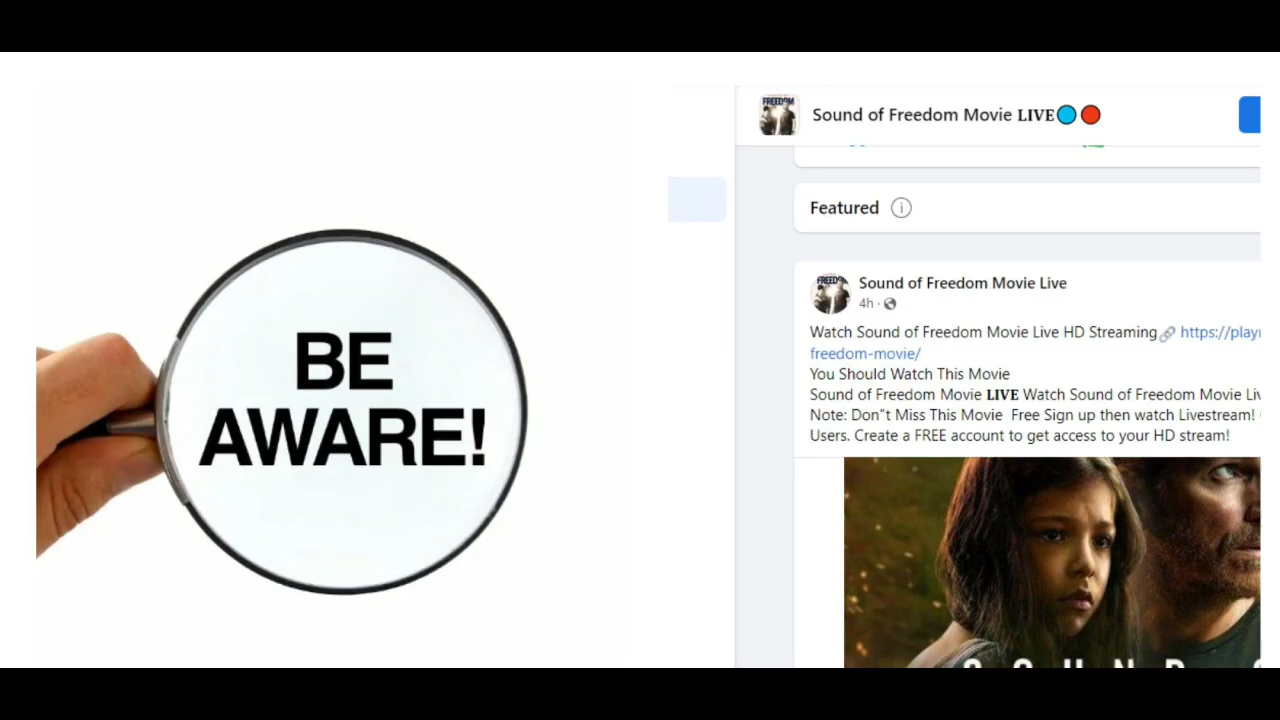 BE
AWARE!
FREEDOM
Sound of Freedom Movie LIVE
Featured
FREEDOM
Sound of Freedom Movie Live
4h ·
Watch Sound of Freedom Movie Live HD Streaming🔗 https://play
freedom-movie/
You Should Watch This Movie
Sound of Freedom Movie LIVE Watch Sound of Freedom Movie Liv
Note: Don"t Miss This Movie Free Sign up then watch Livestream!
Users. Create a FREE account to get access to your HD stream!
S O U N D